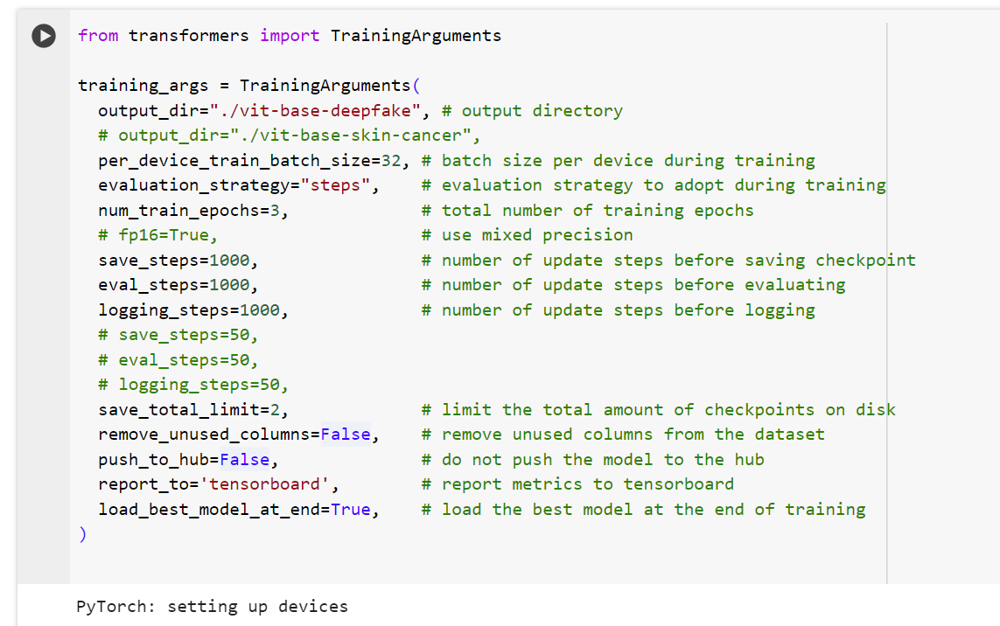 from transformers import TrainingArguments
training_args = TrainingArguments(
output_dir="./vit-base-deepfake", # output directory
# output_dir="./vit-base-skin-cancer",
per_device_train_batch_size=32, # batch size per device during training
evaluation_strategy="steps", # evaluation strategy to adopt during training
num_train_epochs=3, # total number of training epochs
# fp16=True, # use mixed precision
save_steps=1000, # number of update steps before saving checkpoint
eval_steps=1000, # number of update steps before evaluating
logging_steps=1000, # number of update steps before logging
# save_steps=50,
# eval_steps=50,
# logging_steps=50,
save_total_limit=2, # limit the total amount of checkpoints on disk
remove_unused_columns=False, # remove unused columns from the dataset
push_to_hub=False, # do not push the model to the hub
report_to='tensorboard', # report metrics to tensorboard
load_best_model_at_end=True, # load the best model at the end of training
)
PyTorch: setting up devices